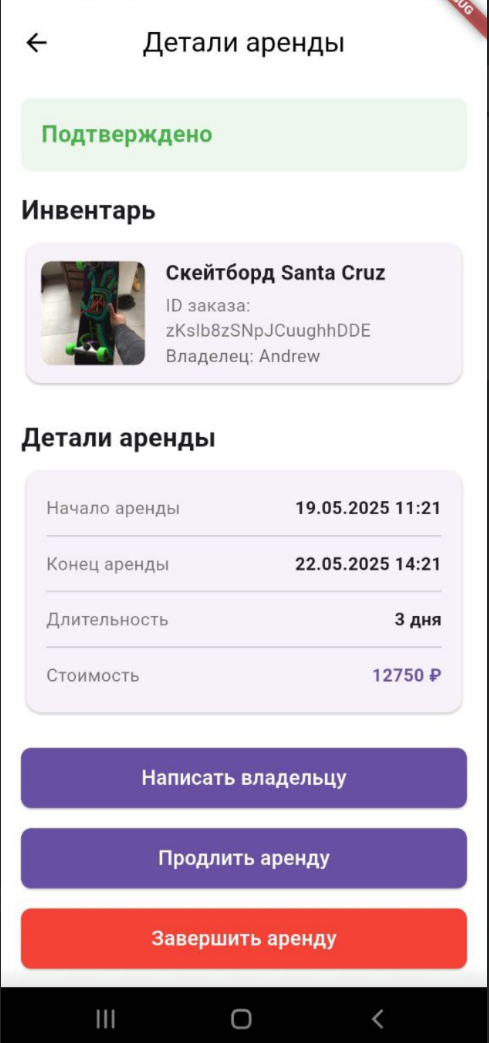 Детали аренды
Подтверждено
Инвентарь
Скейтборд Santa Cruz
ID заказа:
zKsIb8zSNpJCuughhDDE
Владелец: Andrew
Детали аренды
Начало аренды 19.05.2025 11:21
Конец аренды 22.05.2025 14:21
Длительность 3 дня
Стоимость 12750 ₽
Написать владельцу
Продлить аренду
Завершить аренду